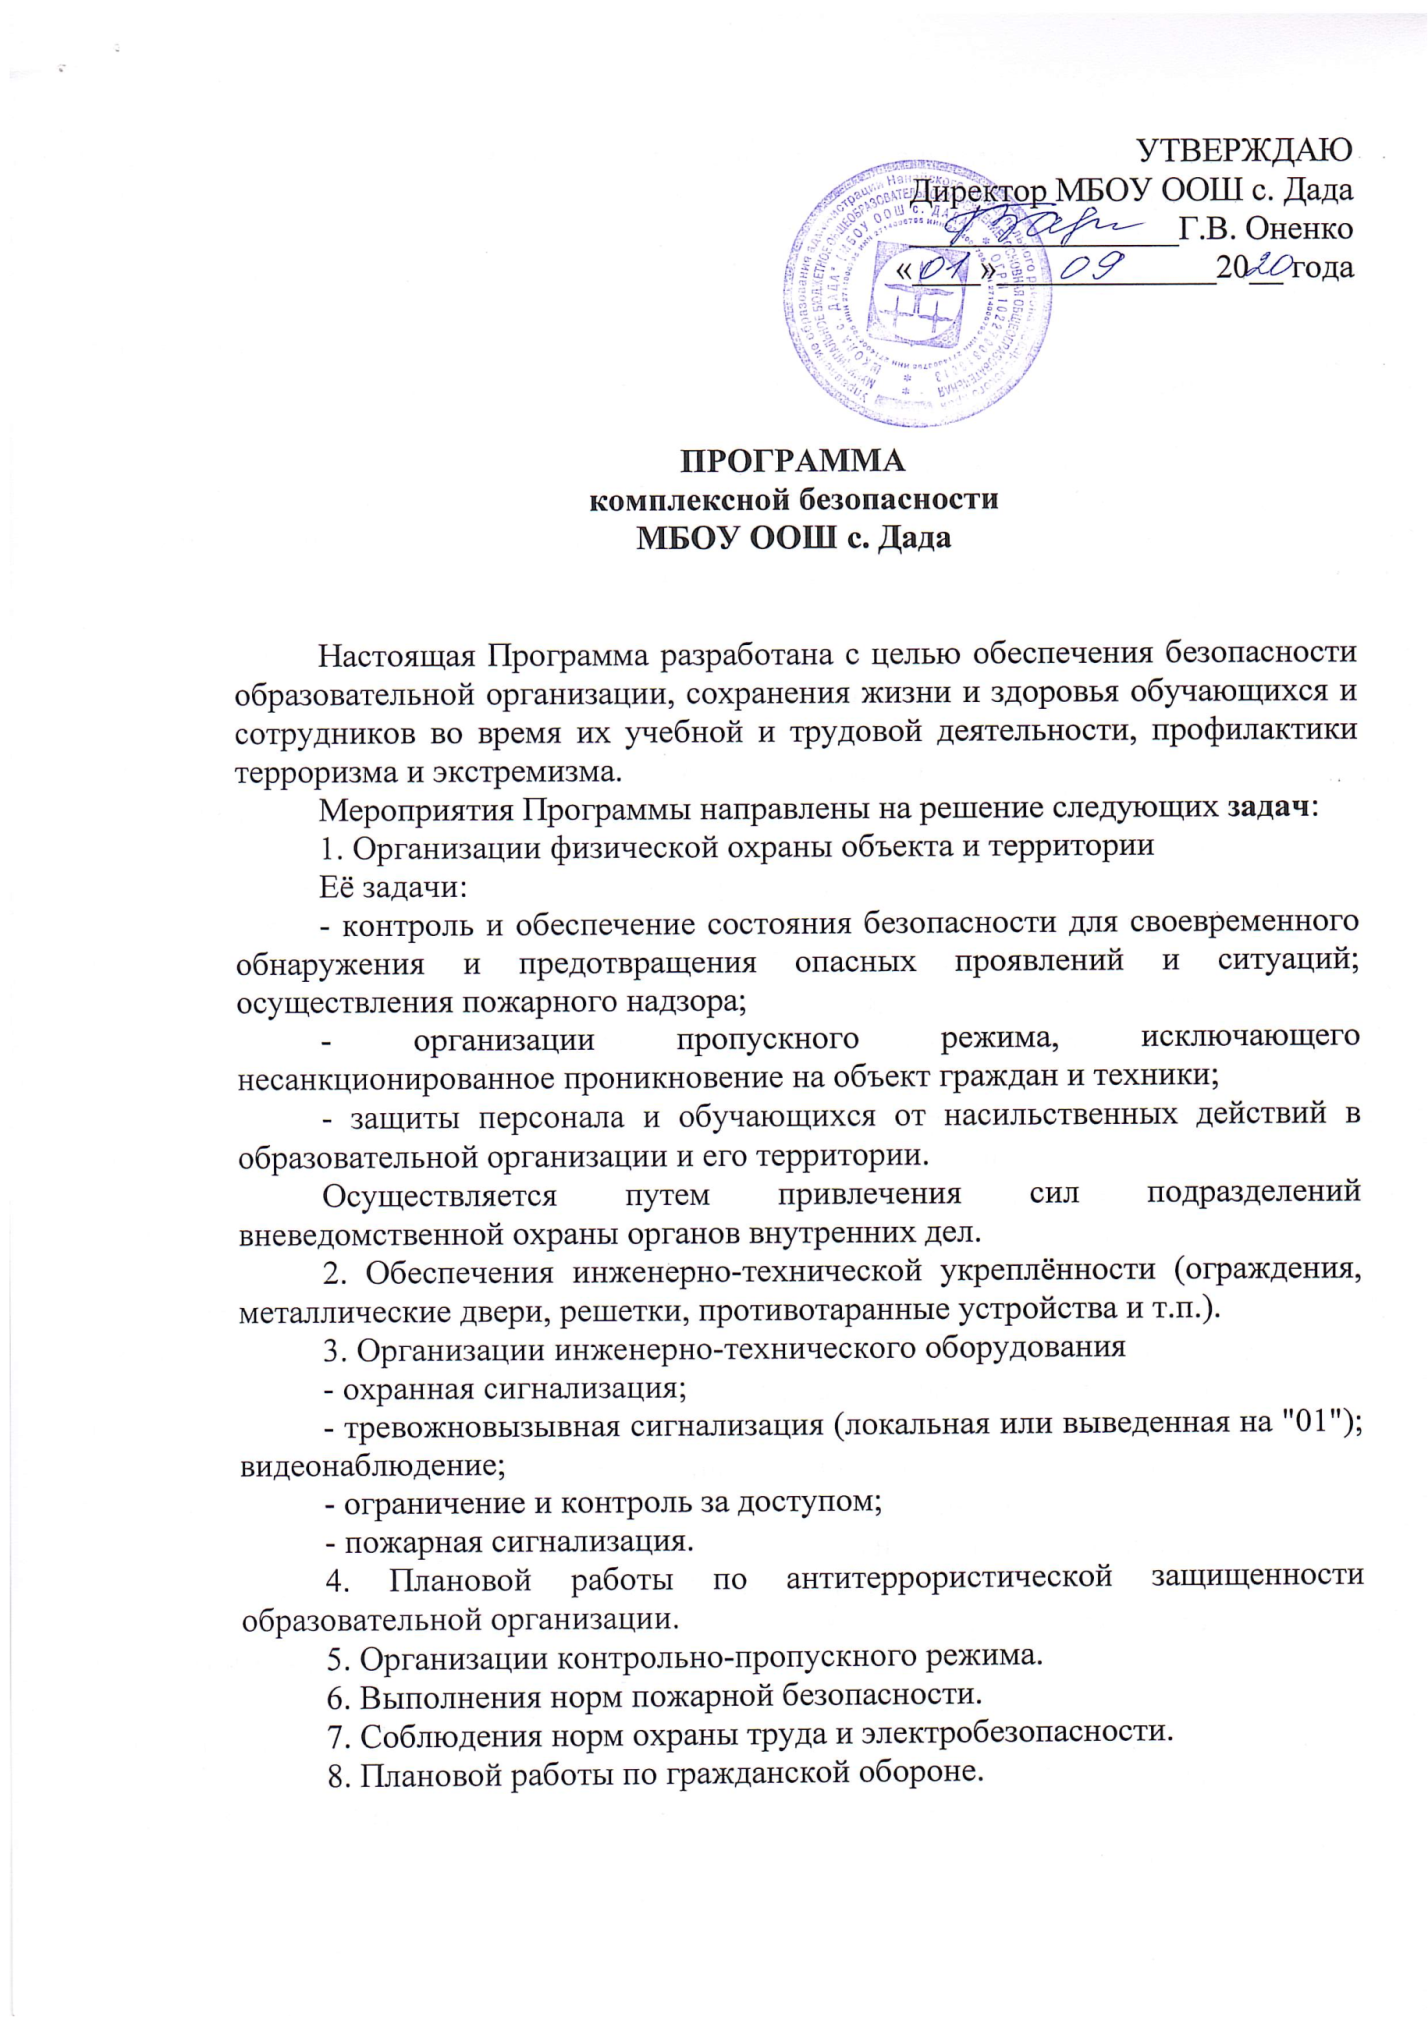 УТВЕРЖДАЮ
Директор МБОУ ООШ с. Дада
Г.В. Оненко
«01» 09 2020 года
ПРОГРАММА
комплексной безопасности
МБОУ ООШ с. Дада
Настоящая Программа разработана с целью обеспечения безопасности
образовательной организации, сохранения жизни и здоровья обучающихся и
сотрудников во время их учебной и трудовой деятельности, профилактики
терроризма и экстремизма.
Мероприятия Программы направлены на решение следующих задач:
1. Организации физической охраны объекта и территории
Её задачи:
- контроль и обеспечение состояния безопасности для своевременного
обнаружения и предотвращения опасных проявлений и ситуаций;
осуществления пожарного надзора;
- организации пропускного режима, исключающего
несанкционированное проникновение на объект граждан и техники;
- защиты персонала и обучающихся от насильственных действий в
образовательной организации и его территории.
Осуществляется путем привлечения сил подразделений
вневедомственной охраны органов внутренних дел.
2. Обеспечения инженерно-технической укреплённости (ограждения,
металлические двери, решетки, противотаранные устройства и т.п.).
3. Организации инженерно-технического оборудования
- охранная сигнализация;
- тревожновызывная сигнализация (локальная или выведенная на "01");
видеонаблюдение;
- ограничение и контроль за доступом;
- пожарная сигнализация.
4. Плановой работы по антитеррористической защищенности
образовательной организации.
5. Организации контрольно-пропускного режима.
6. Выполнения норм пожарной безопасности.
7. Соблюдения норм охраны труда и электробезопасности.
8. Плановой работы по гражданской обороне.